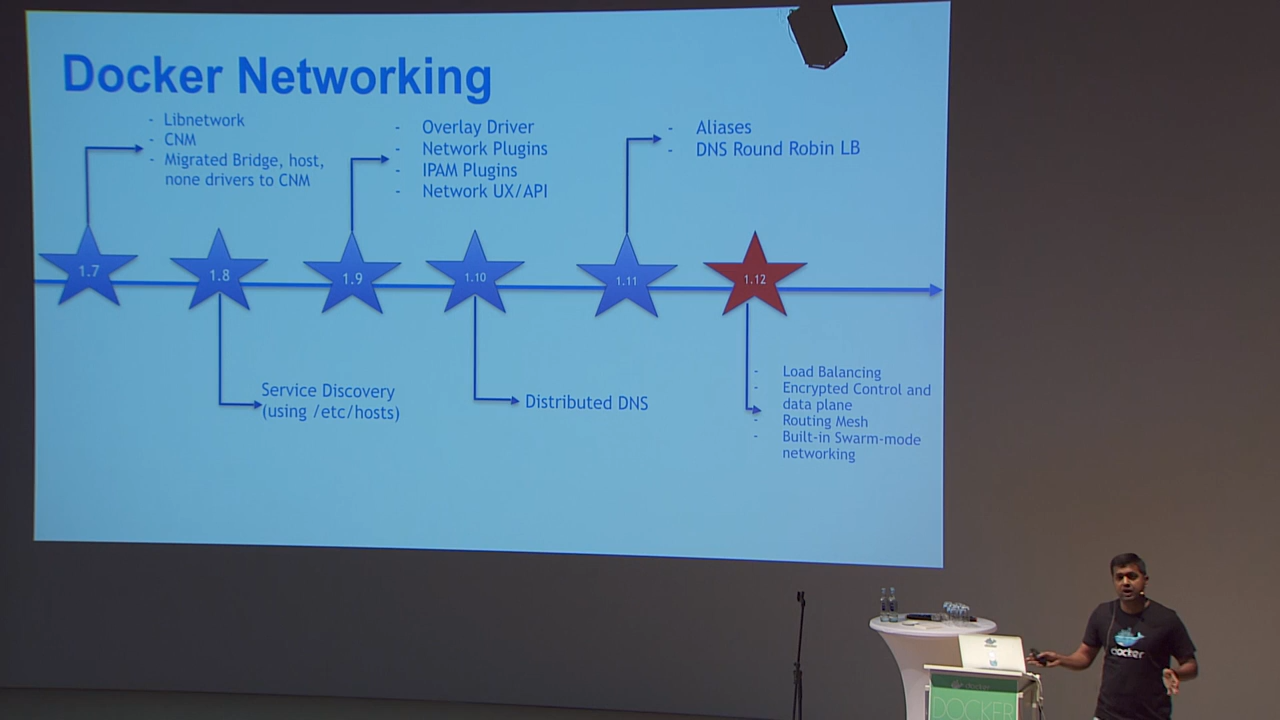 Docker Networking
- Libnetwork
- CNM
- Migrated Bridge, host,
none drivers to CNM
- Overlay Driver
- Network Plugins
- IPAM Plugins
- Network UX/API
- Aliases
- DNS Round Robin LB
1.7
1.8
1.9
1.10
1.11
1.12
Service Discovery
(using /etc/hosts)
Distributed DNS
- Load Balancing
- Encrypted Control and
data plane
- Routing Mesh
- Built-in Swarm-mode
networking
docker
docker
DOCKER